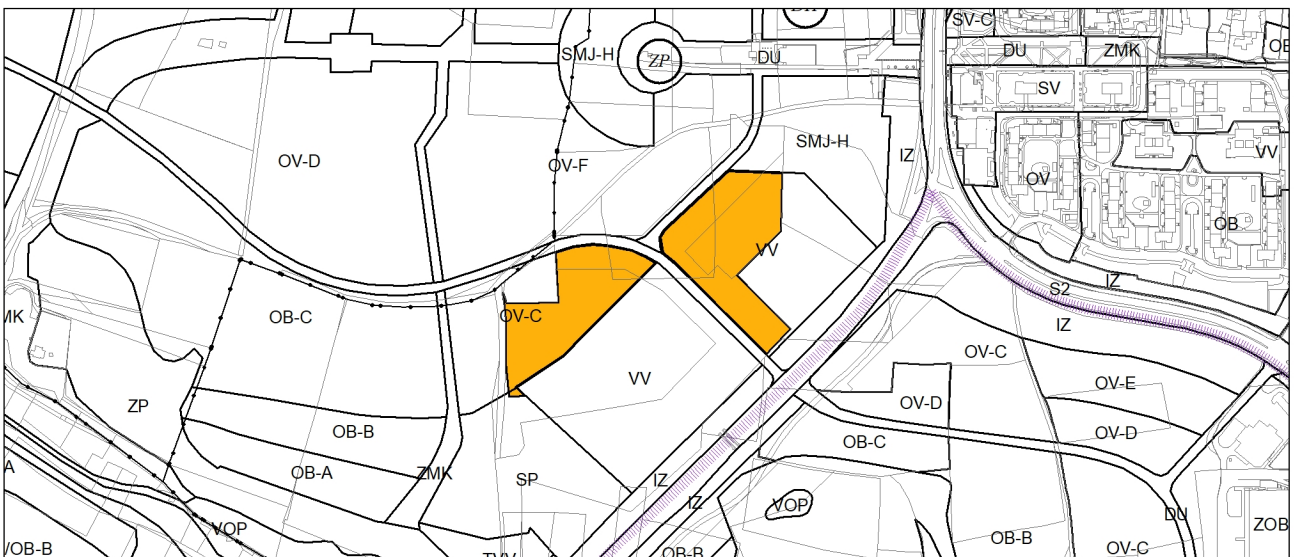 SV-C
SMJ-H
ZP
DU
DU
ZMK
SV
OV-D
OV-F
SMJ-H
IZ
VV
OV
OB
VV
IZ
S2
IZ
OB-C
OV-C
OV-C
VV
OV-E
OV-D
ZP
OV-D
OB-B
OB-C
OB-A
ZMK
SP
IZ
IZ
VOP
VOP
DU
ZOB
OB-B
OB-B
OV-C